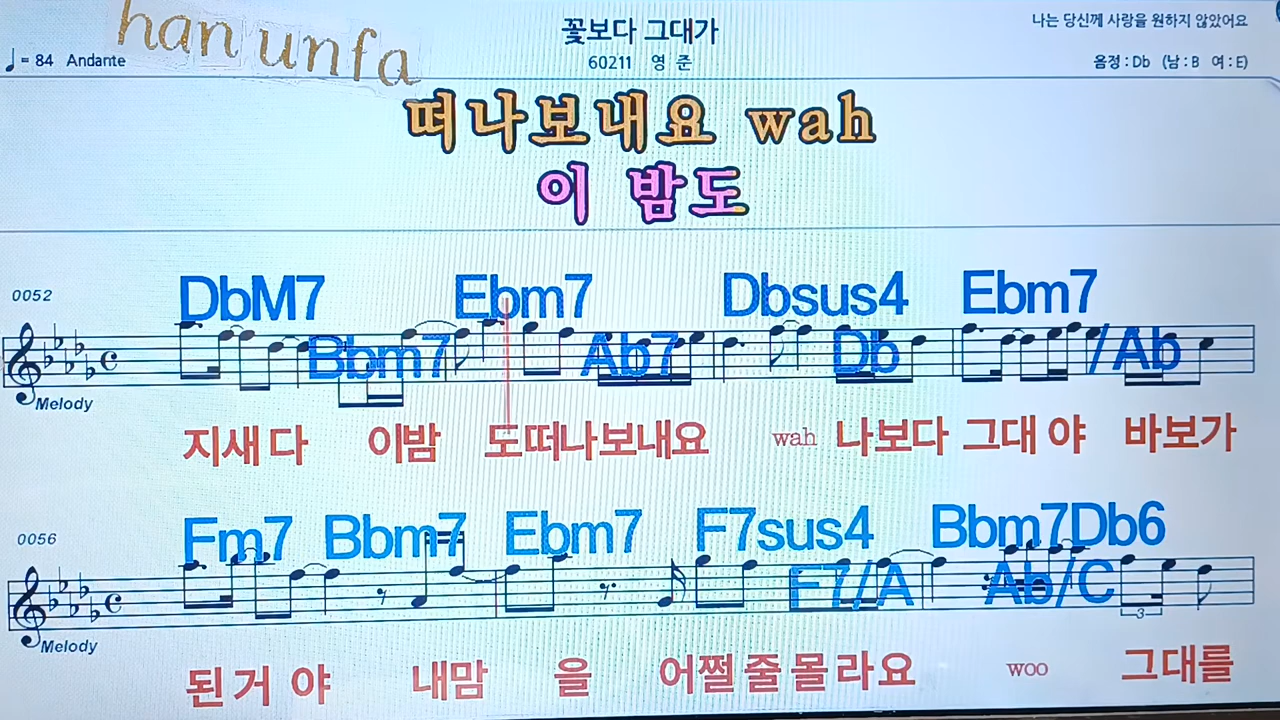 han unfa
꽃보다 그대가
나는 당신께 사랑을 원하지 않았어요
♩= 84 Andante
60211 영 준
음정 : Db (남 : B 여 : E)
떠나보내요 wah
이 밤도
0052
DbM7 Ebm7 Dbsus4 Ebm7
Bbm7 Ab7 Db /Ab
Melody
지새다 이밤 도떠나보내요 wah 나보다 그대 야 바보가
0056
Fm7 Bbm7 Ebm7 F7sus4 Bbm7Db6
F7/A Ab/C
3
Melody
된거 야 내맘 을 어쩔줄몰라요 woo 그대를